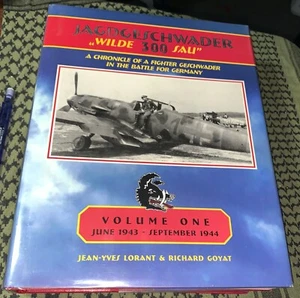 JAGDGESCHWADER
„WILDE 300 SAU”
A CHRONICLE OF A FIGHTER GESCHWADER
IN THE BATTLE FOR GERMANY
VOLUME ONE
JUNE 1943 - SEPTEMBER 1944
JEAN-YVES LORANT & RICHARD GOYAT